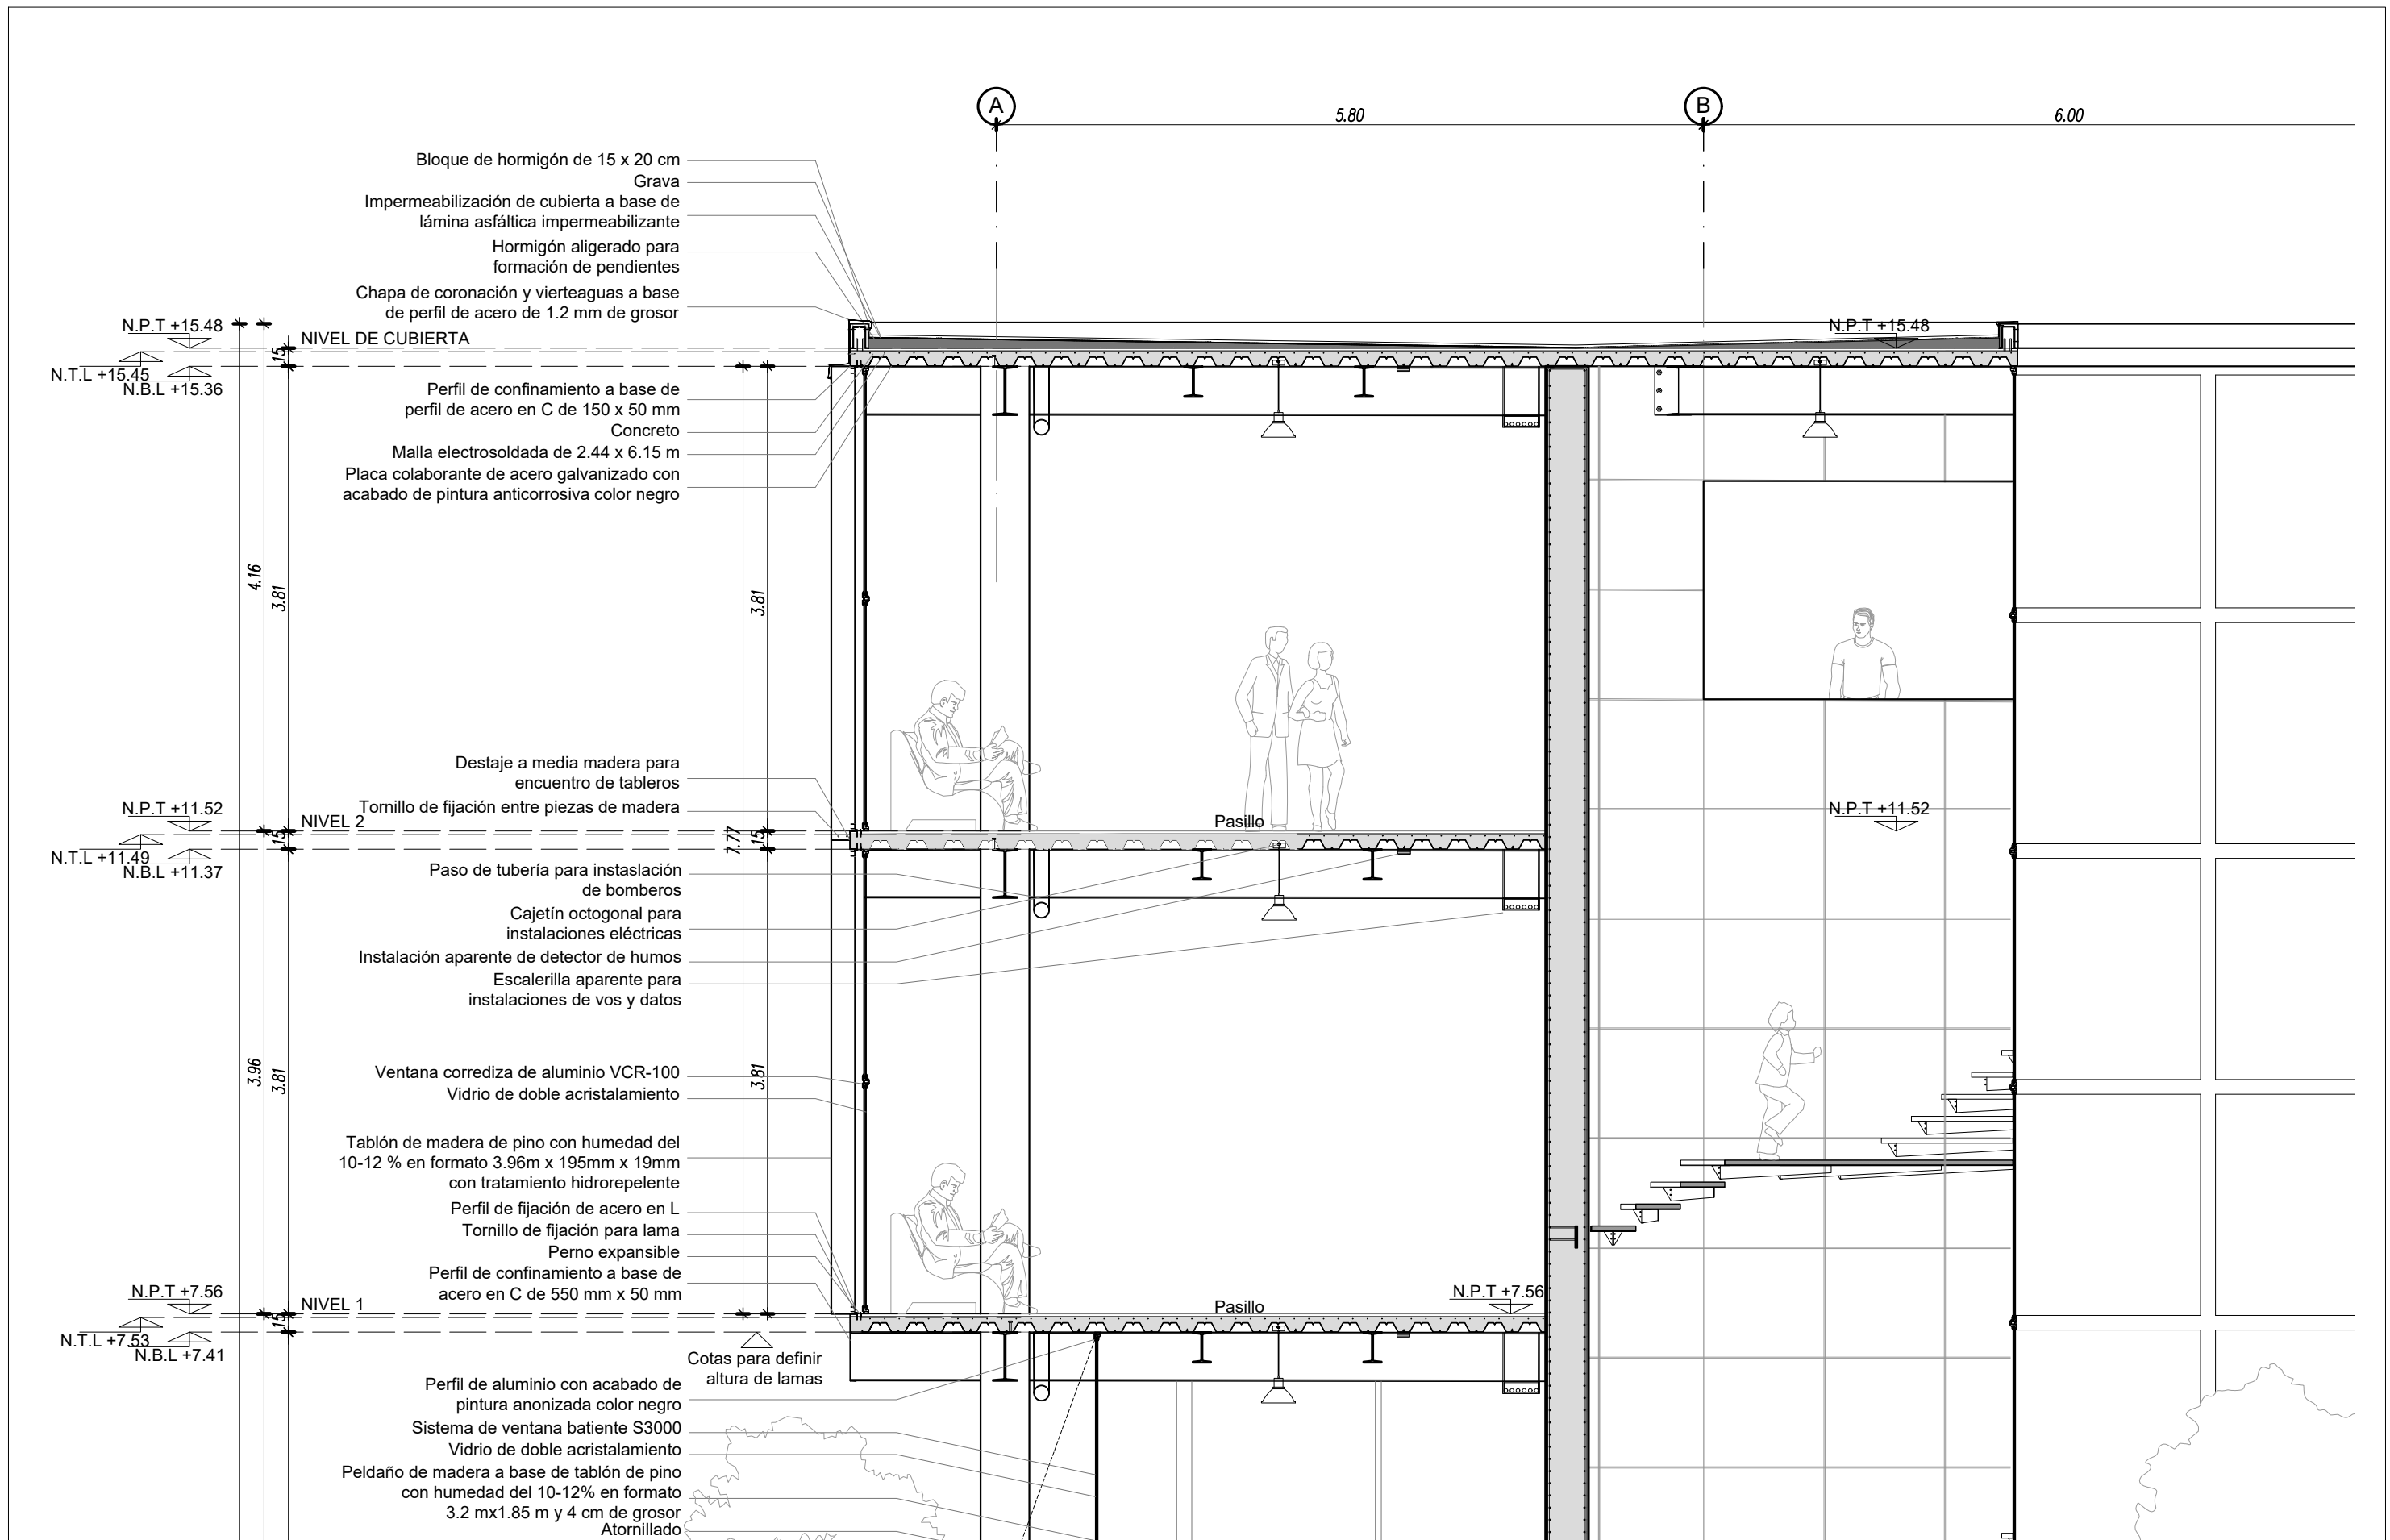 A
B
5.80
6.00
Bloque de hormigón de 15 x 20 cm
Grava
Impermeabilización de cubierta a base de
lámina asfáltica impermeabilizante
Hormigón aligerado para
formación de pendientes
Chapa de coronación y vierteaguas a base
de perfil de acero de 1.2 mm de grosor
N.P.T +15.48
NIVEL DE CUBIERTA
N.P.T +15.48
15
N.T.L +15.45
N.B.L +15.36
Perfil de confinamiento a base de
perfil de acero en C de 150 x 50 mm
Concreto
Malla electrosoldada de 2.44 x 6.15 m
Placa colaborante de acero galvanizado con
acabado de pintura anticorrosiva color negro
4.16
3.81
3.81
Destaje a media madera para
encuentro de tableros
Tornillo de fijación entre piezas de madera
N.P.T +11.52
NIVEL 2
Pasillo
N.P.T +11.52
15
7.77
15
N.T.L +11.49
N.B.L +11.37
Paso de tubería para instaslación
de bomberos
Cajetín octogonal para
instalaciones eléctricas
Instalación aparente de detector de humos
Escalerilla aparente para
instalaciones de vos y datos
3.96
3.81
3.81
Ventana corrediza de aluminio VCR-100
Vidrio de doble acristalamiento
Tablón de madera de pino con humedad del
10-12 % en formato 3.96m x 195mm x 19mm
con tratamiento hidrorepelente
Perfil de fijación de acero en L
Tornillo de fijación para lama
Perno expansible
Perfil de confinamiento a base de
acero en C de 550 mm x 50 mm
N.P.T +7.56
NIVEL 1
Pasillo
N.P.T +7.56
15
N.T.L +7.53
N.B.L +7.41
Cotas para definir
altura de lamas
Perfil de aluminio con acabado de
pintura anonizada color negro
Sistema de ventana batiente S3000
Vidrio de doble acristalamiento
Peldaño de madera a base de tablón de pino
con humedad del 10-12% en formato
3.2 mx1.85 m y 4 cm de grosor
Atornillado